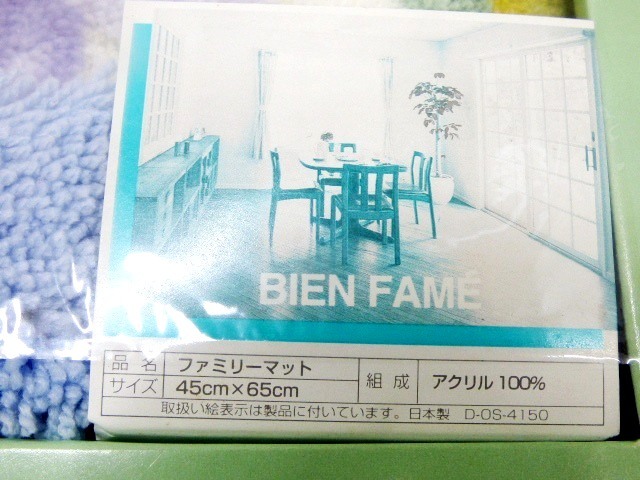 BIEN FAMÉ
品名 ファミリーマット
サイズ 45cm×65cm
組成 アクリル100%
取扱い絵表示は製品に付いています。日本製 D-OS-4150